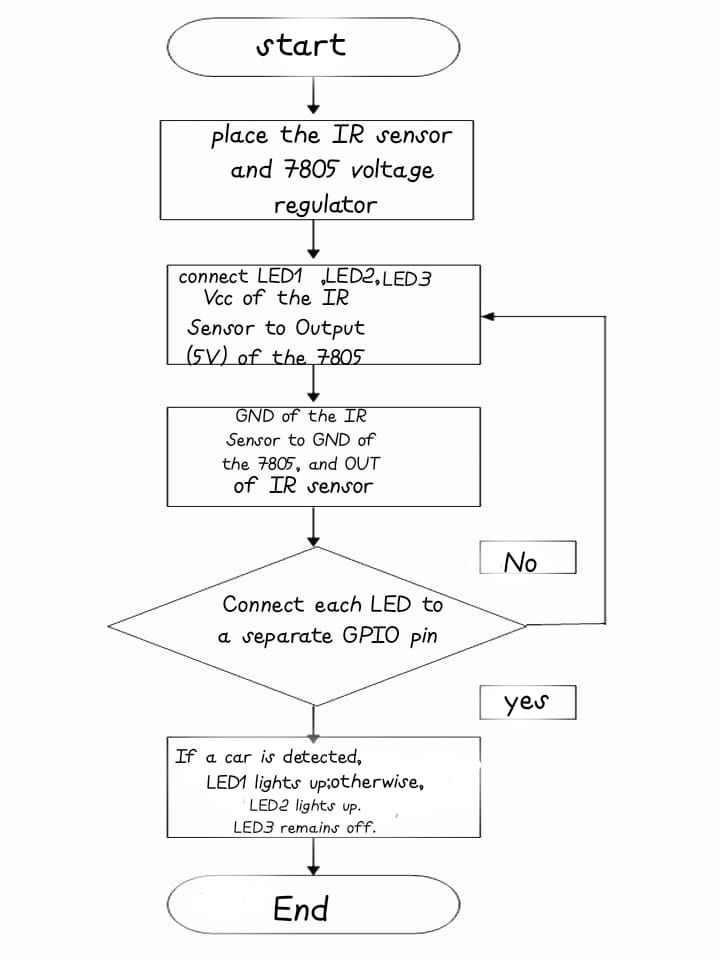 start
place the IR sensor
and 7805 voltage
regulator
connect LED1 ,LED2,LED3
Vcc of the IR
Sensor to Output
(5V) of the 7805
GND of the IR
Sensor to GND of
the 7805, and OUT
of IR sensor
No
Connect each LED to
a separate GPIO pin
yes
If a car is detected,
LED1 lights up;otherwise,
LED2 lights up.
LED3 remains off.
End